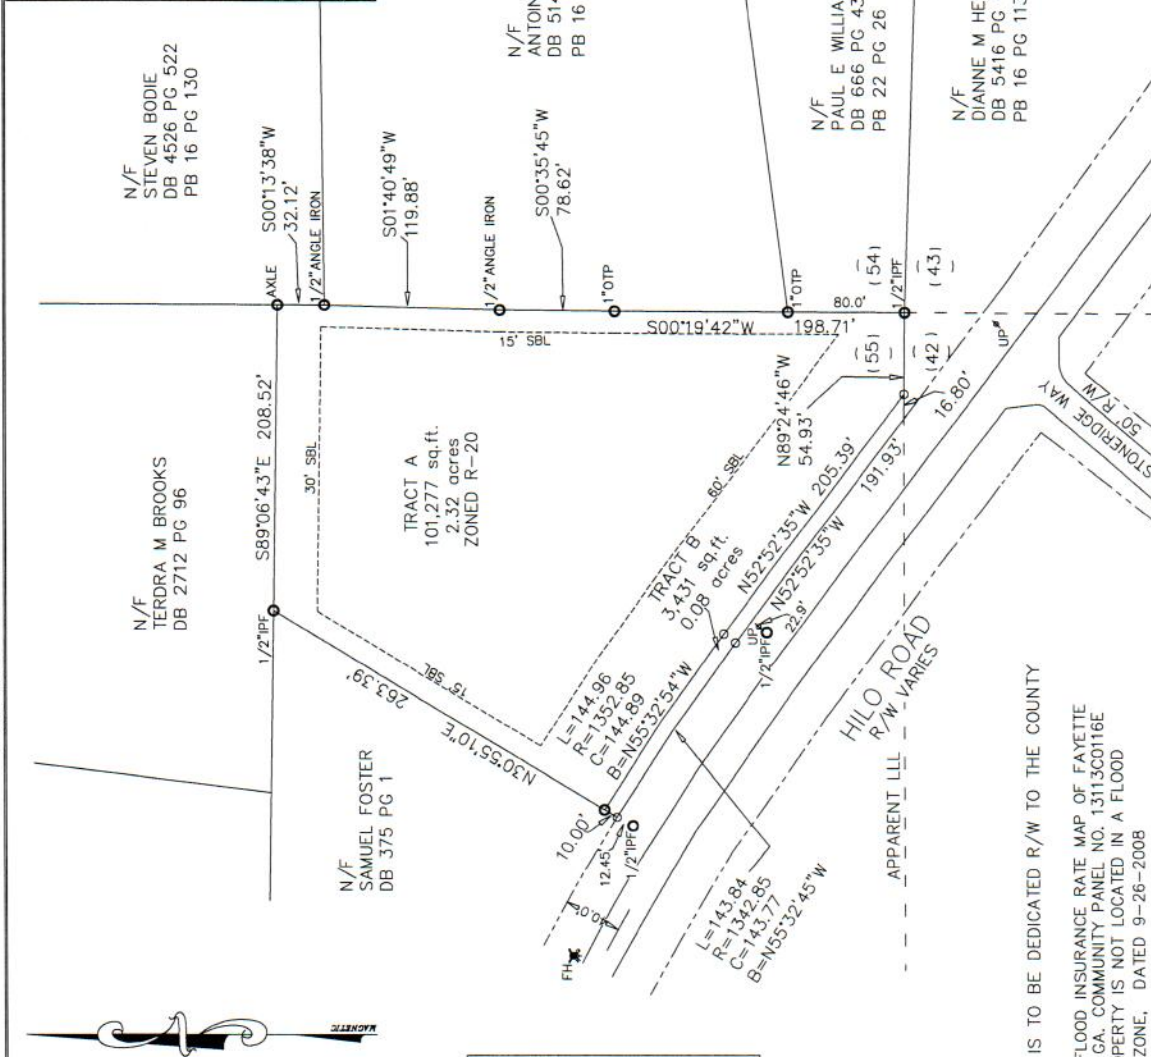 N/F
STEVEN BODIE
DB 4526 PG 522
PB 16 PG 130
N/F
ANTOIN
DB 514
PB 16
N/F
PAUL E WILLIA
DB 666 PG 43
PB 22 PG 26
N/F
DIANNE M HE
DB 5416 PG
PB 16 PG 113
S00°13'38"W
32.12'
AXLE
1/2"ANGLE IRON
S01°40'49"W
119.88'
1/2"ANGLE IRON
S00°35'45"W
78.62'
1"OTP
1"OTP
80.0'
S00°19'42"W 198.71'
1/2"IPF
(54)
(43)
(55)
(42)
N/F
TERDRA M BROOKS
DB 2712 PG 96
S89°06'43"E 208.52'
1/2"IPF
30' SBL
15' SBL
TRACT A
101,277 sq.ft.
2.32 acres
ZONED R-20
60' SBL
N89°24'46"W
54.93'
16.80'
UP
STONERIDGE WAY
50' R/W
TRACT B
3,431 sq.ft.
0.08 acres
N52°52'35"W 205.39'
N52°52'35"W 191.93'
UP
22.9'
1/2"IPF
15' SBL
N30°55'10"E 263.39'
L=144.96
R=1352.85
C=144.89
B=N55°32'54"W
N/F
SAMUEL FOSTER
DB 375 PG 1
10.00'
12.45'
1/2"IPF
40.0'
FH
L=143.84
R=1342.85
C=143.77
B=N55°32'45"W
HILO ROAD
R/W VARIES
APPARENT LLL
MAGNETIC
IS TO BE DEDICATED R/W TO THE COUNTY
FLOOD INSURANCE RATE MAP OF FAYETTE
GA. COMMUNITY PANEL NO. 13113C0116E
PERTY IS NOT LOCATED IN A FLOOD
ZONE, DATED 9-26-2008